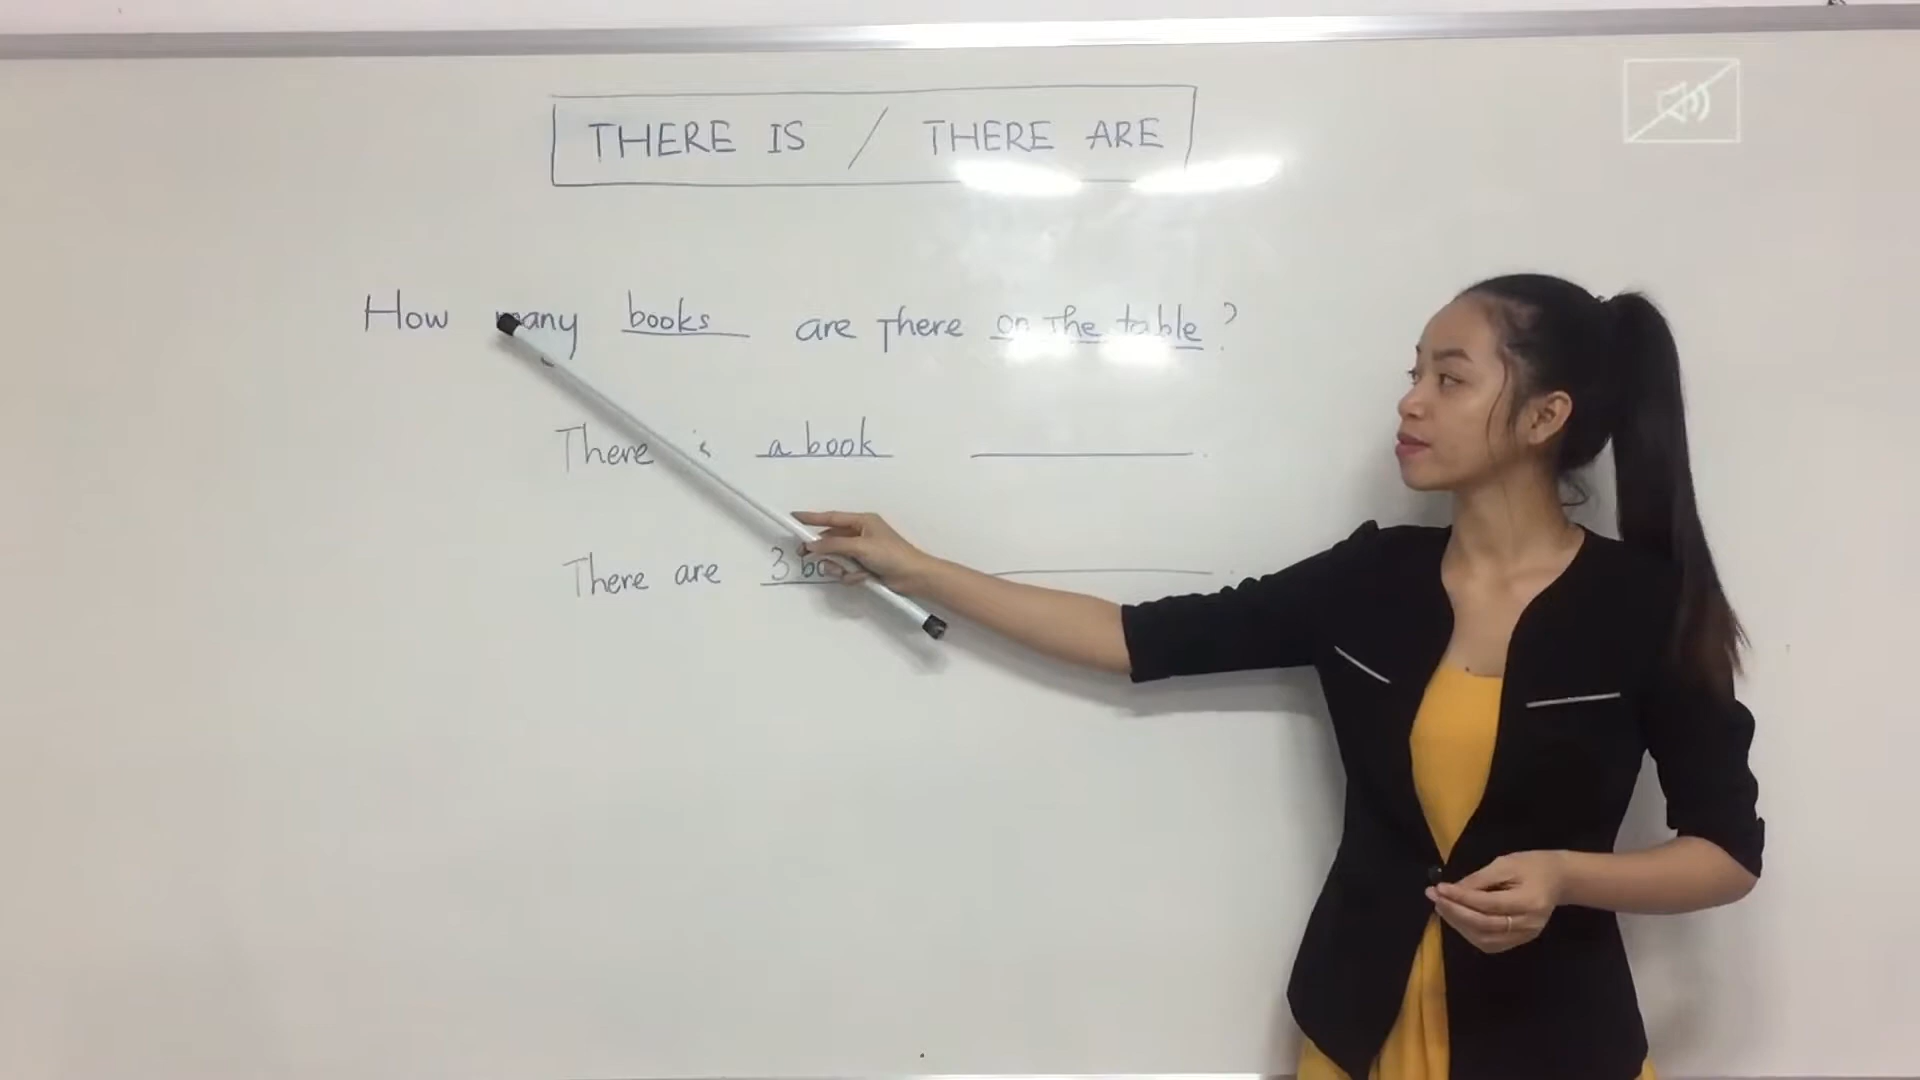 THERE IS / THERE ARE
How many books are there on the table ?
There is a book .
There are 3